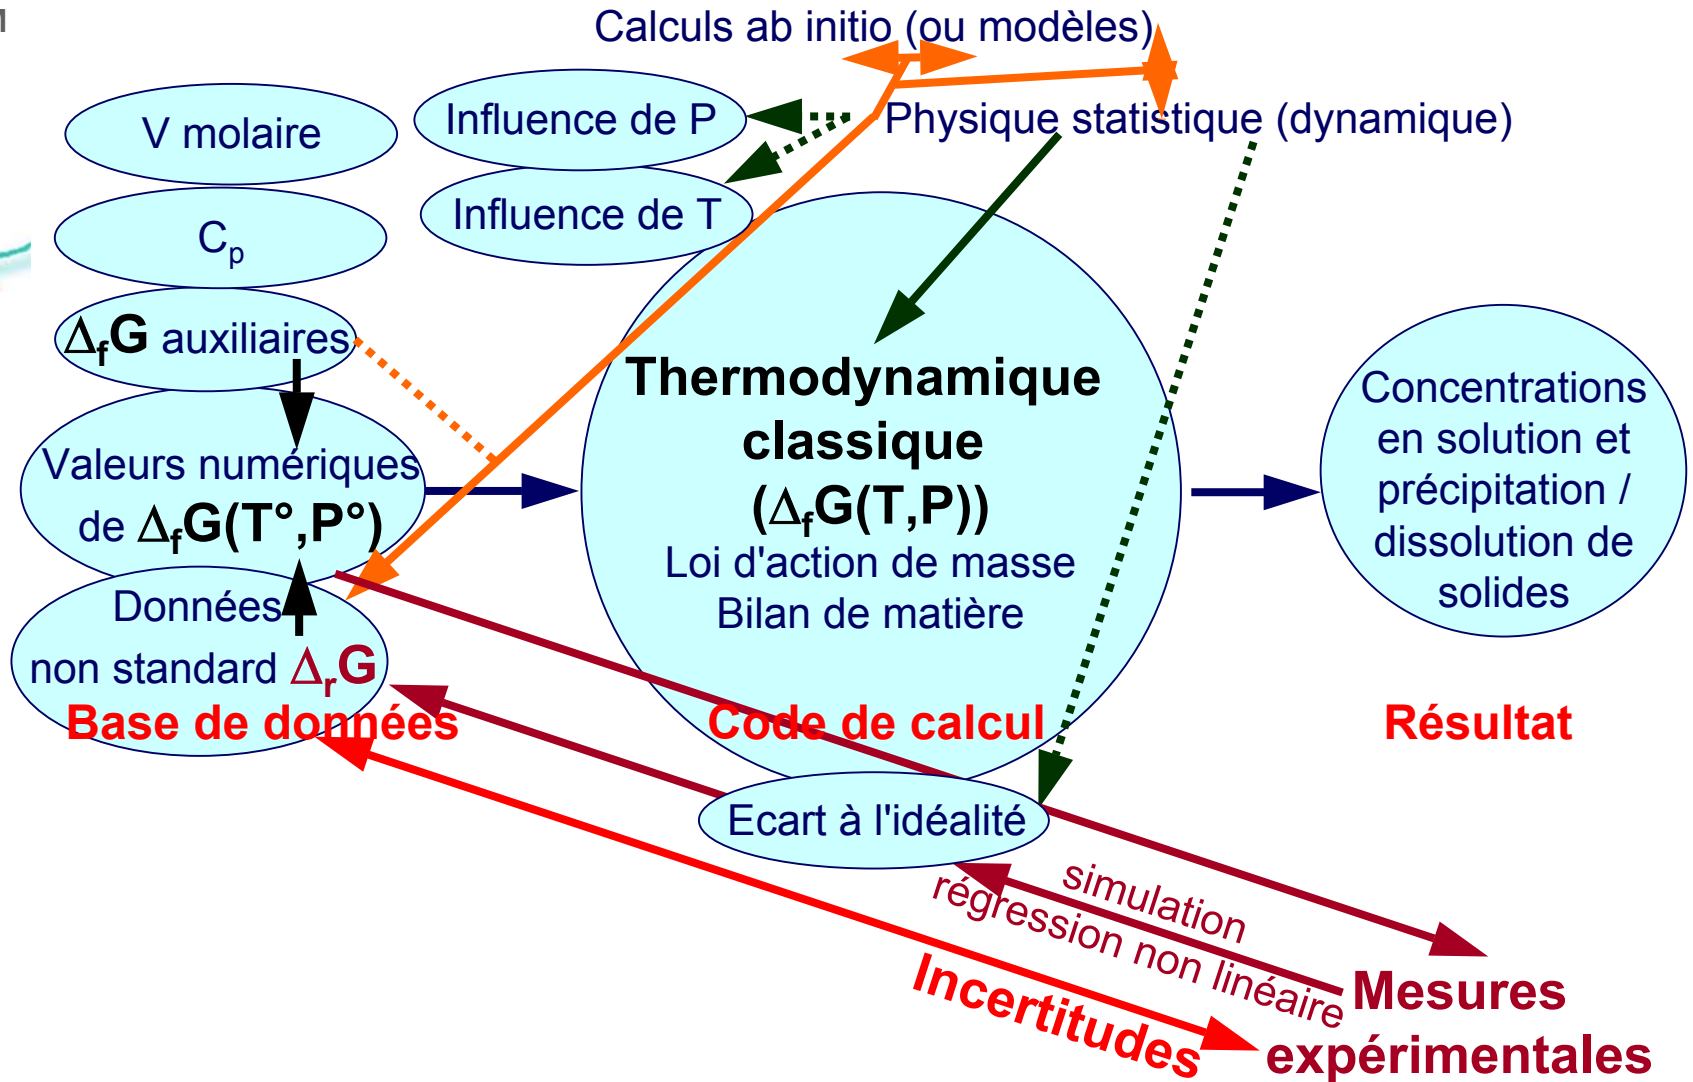 M
Calculs ab initio (ou modèles)
Physique statistique (dynamique)
V molaire
Influence de P
Influence de T
Cp
ΔfG auxiliaires
Valeurs numériques
de ΔfG(T°,P°)
Données
non standard ΔrG
Base de données
Thermodynamique
classique
(ΔfG(T,P))
Loi d'action de masse
Bilan de matière
Code de calcul
Ecart à l'idéalité
Concentrations
en solution et
précipitation /
dissolution de
solides
Résultat
simulation
régression non linéaire
Incertitudes
Mesures
expérimentales